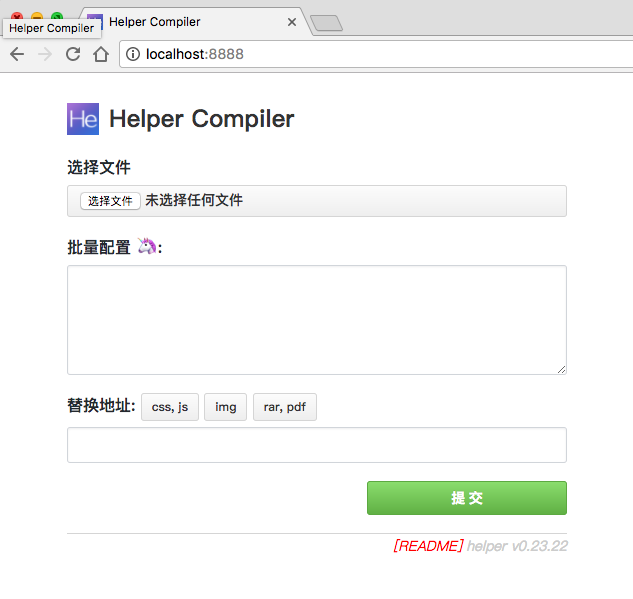 Helper Compiler
Helper Compiler
localhost:8888
He Helper Compiler
选择文件
选择文件 未选择任何文件
批量配置 🦄:
替换地址: css, js img rar, pdf
提 交
[README] helper v0.23.22